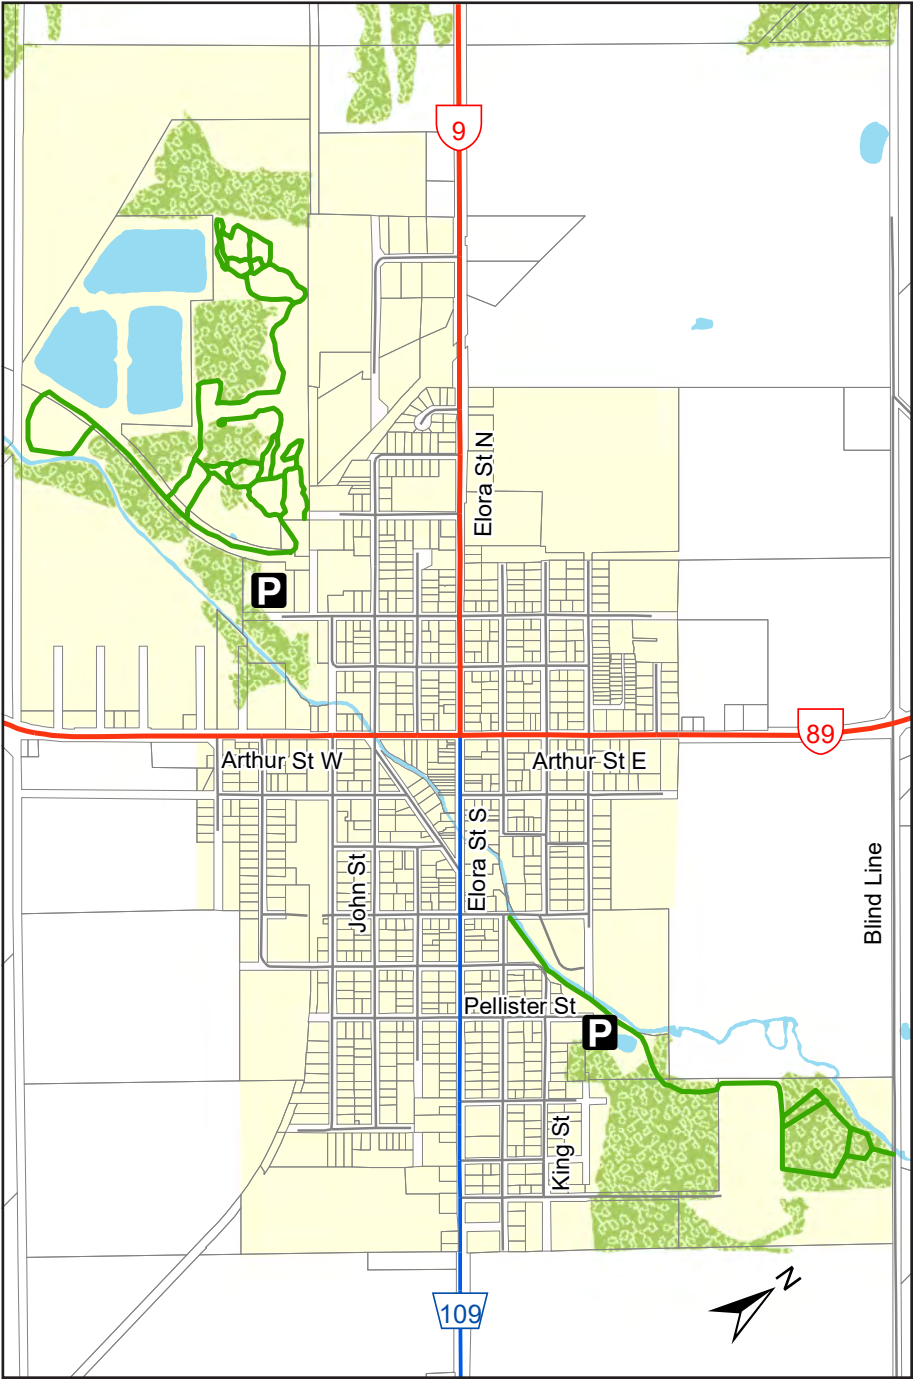 9
Elora St N
P
89
Arthur St W
Arthur St E
Elora St S
John St
Blind Line
Pellister St
P
King St
N
109